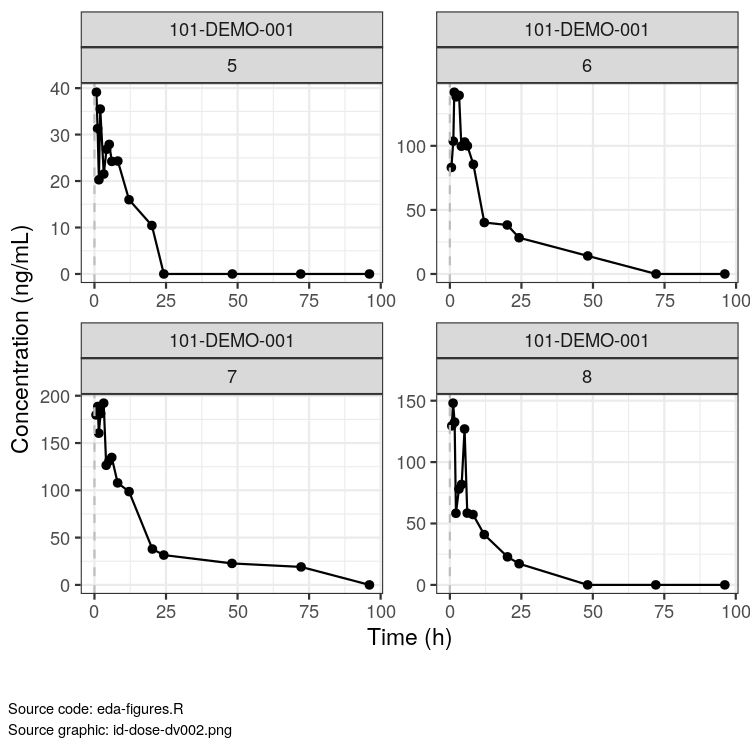 101-DEMO-001 101-DEMO-001
5 6
40
30
20
10
0
100
50
0
0 25 50 75 100 0 25 50 75 100
101-DEMO-001 101-DEMO-001
7 8
200
150
100
50
0
150
100
50
0
0 25 50 75 100 0 25 50 75 100
Concentration (ng/mL)
Time (h)
Source code: eda-figures.R
Source graphic: id-dose-dv002.png